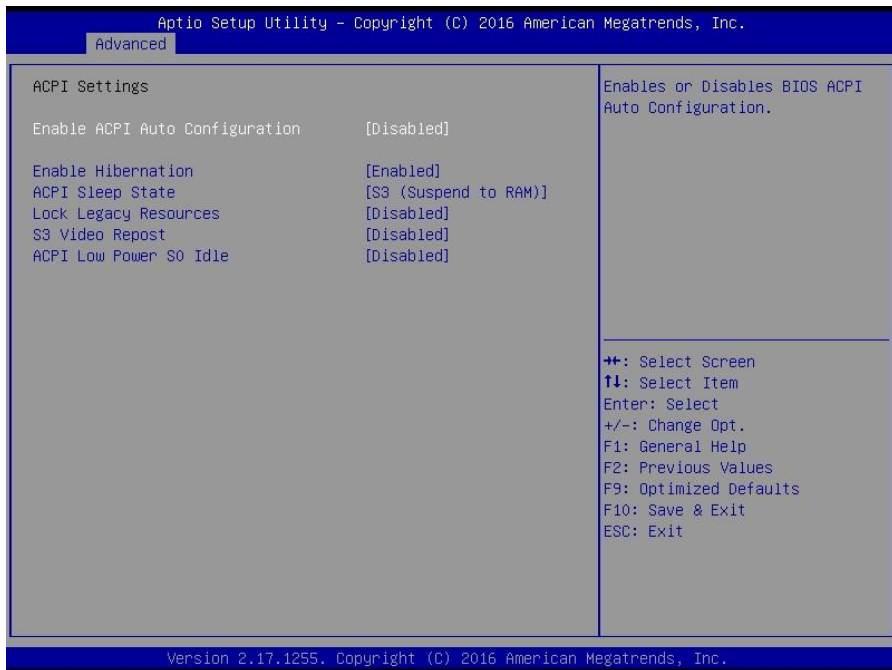 Aptio Setup Utility – Copyright (C) 2016 American Megatrends, Inc.
Advanced
ACPI Settings
Enable ACPI Auto Configuration [Disabled]
Enable Hibernation [Enabled]
ACPI Sleep State [S3 (Suspend to RAM)]
Lock Legacy Resources [Disabled]
S3 Video Repost [Disabled]
ACPI Low Power S0 Idle [Disabled]
Enables or Disables BIOS ACPI
Auto Configuration.
→←: Select Screen
↑↓: Select Item
Enter: Select
+/-: Change Opt.
F1: General Help
F2: Previous Values
F9: Optimized Defaults
F10: Save & Exit
ESC: Exit
Version 2.17.1255. Copyright (C) 2016 American Megatrends, Inc.